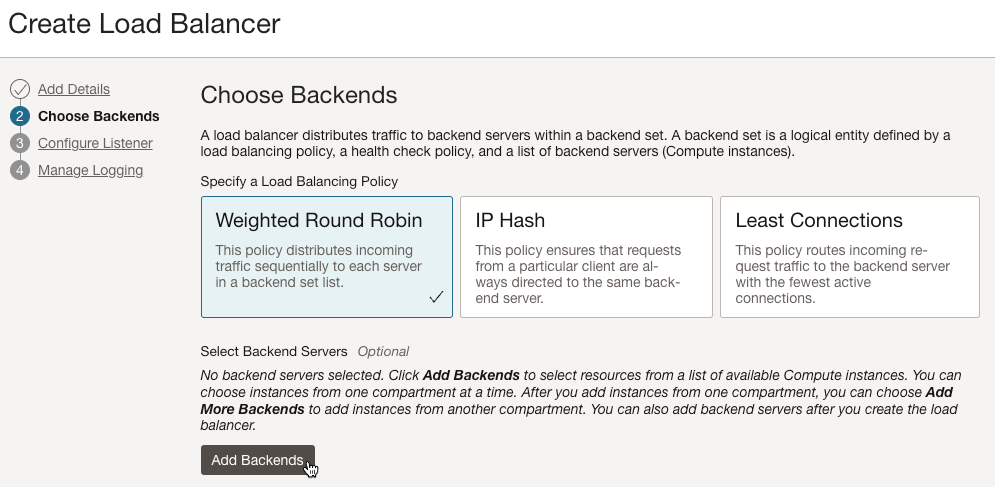 Create Load Balancer
Add Details
2 Choose Backends
3 Configure Listener
4 Manage Logging
Choose Backends
A load balancer distributes traffic to backend servers within a backend set. A backend set is a logical entity defined by a
load balancing policy, a health check policy, and a list of backend servers (Compute instances).
Specify a Load Balancing Policy
Weighted Round Robin
This policy distributes incoming
traffic sequentially to each server
in a backend set list.
IP Hash
This policy ensures that requests
from a particular client are al-
ways directed to the same back-
end server.
Least Connections
This policy routes incoming re-
quest traffic to the backend server
with the fewest active
connections.
Select Backend Servers Optional
No backend servers selected. Click Add Backends to select resources from a list of available Compute instances. You can
choose instances from one compartment at a time. After you add instances from one compartment, you can choose Add
More Backends to add instances from another compartment. You can also add backend servers after you create the load
balancer.
Add Backends